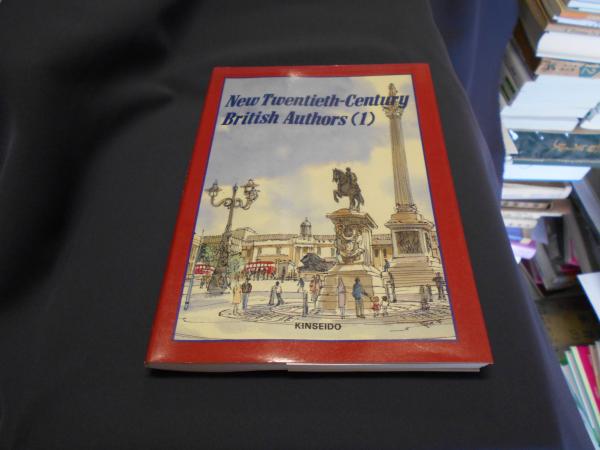 New Twentieth-Century
British Authors (1)
KINSEIDO